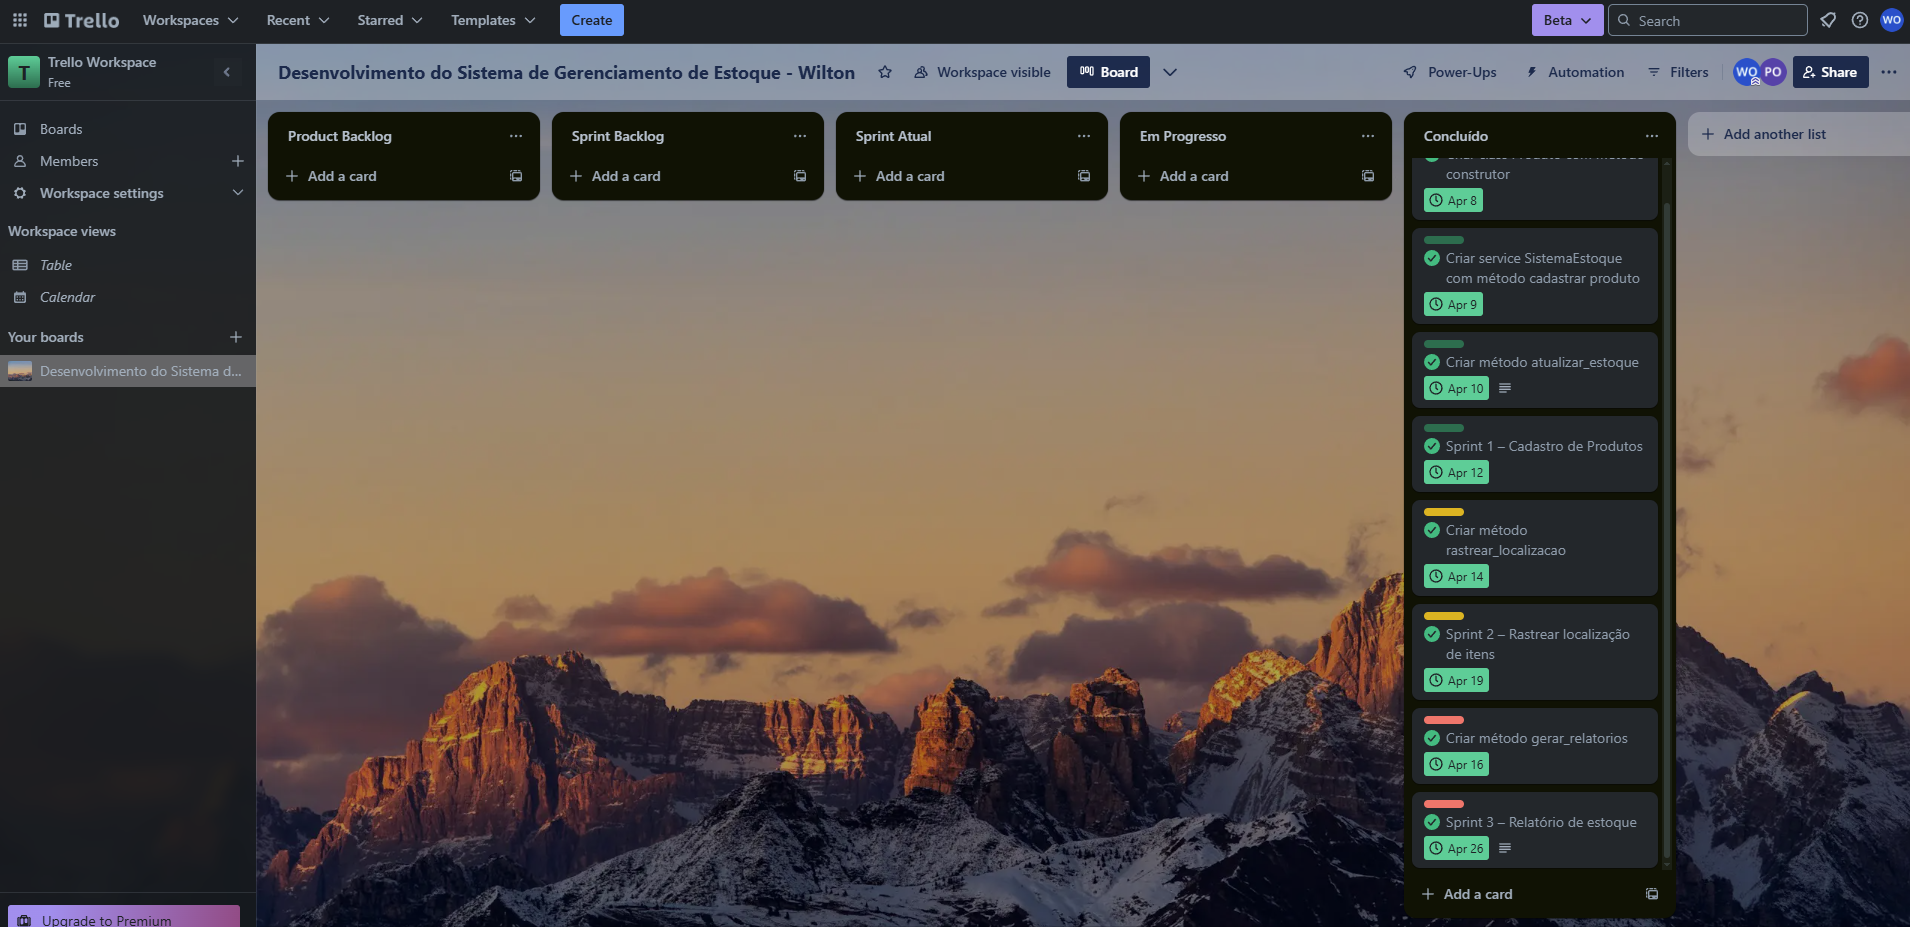 Trello
Workspaces
Recent
Starred
Templates
Create
Beta
Search
WO
T
Trello Workspace
Free
Desenvolvimento do Sistema de Gerenciamento de Estoque - Wilton
Workspace visible
Board
Power-Ups
Automation
Filters
WO
PO
Share
Boards
Members
Workspace settings
Workspace views
Table
Calendar
Your boards
Desenvolvimento do Sistema d...
Upgrade to Premium
Product Backlog
Add a card
Sprint Backlog
Add a card
Sprint Atual
Add a card
Em Progresso
Add a card
Concluído
Criar class Produto com método
construtor
Apr 8
Criar service SistemaEstoque
com método cadastrar produto
Apr 9
Criar método atualizar_estoque
Apr 10
Sprint 1 – Cadastro de Produtos
Apr 12
Criar método
rastrear_localizacao
Apr 14
Sprint 2 – Rastrear localização
de itens
Apr 19
Criar método gerar_relatorios
Apr 16
Sprint 3 – Relatório de estoque
Apr 26
Add a card
Add another list